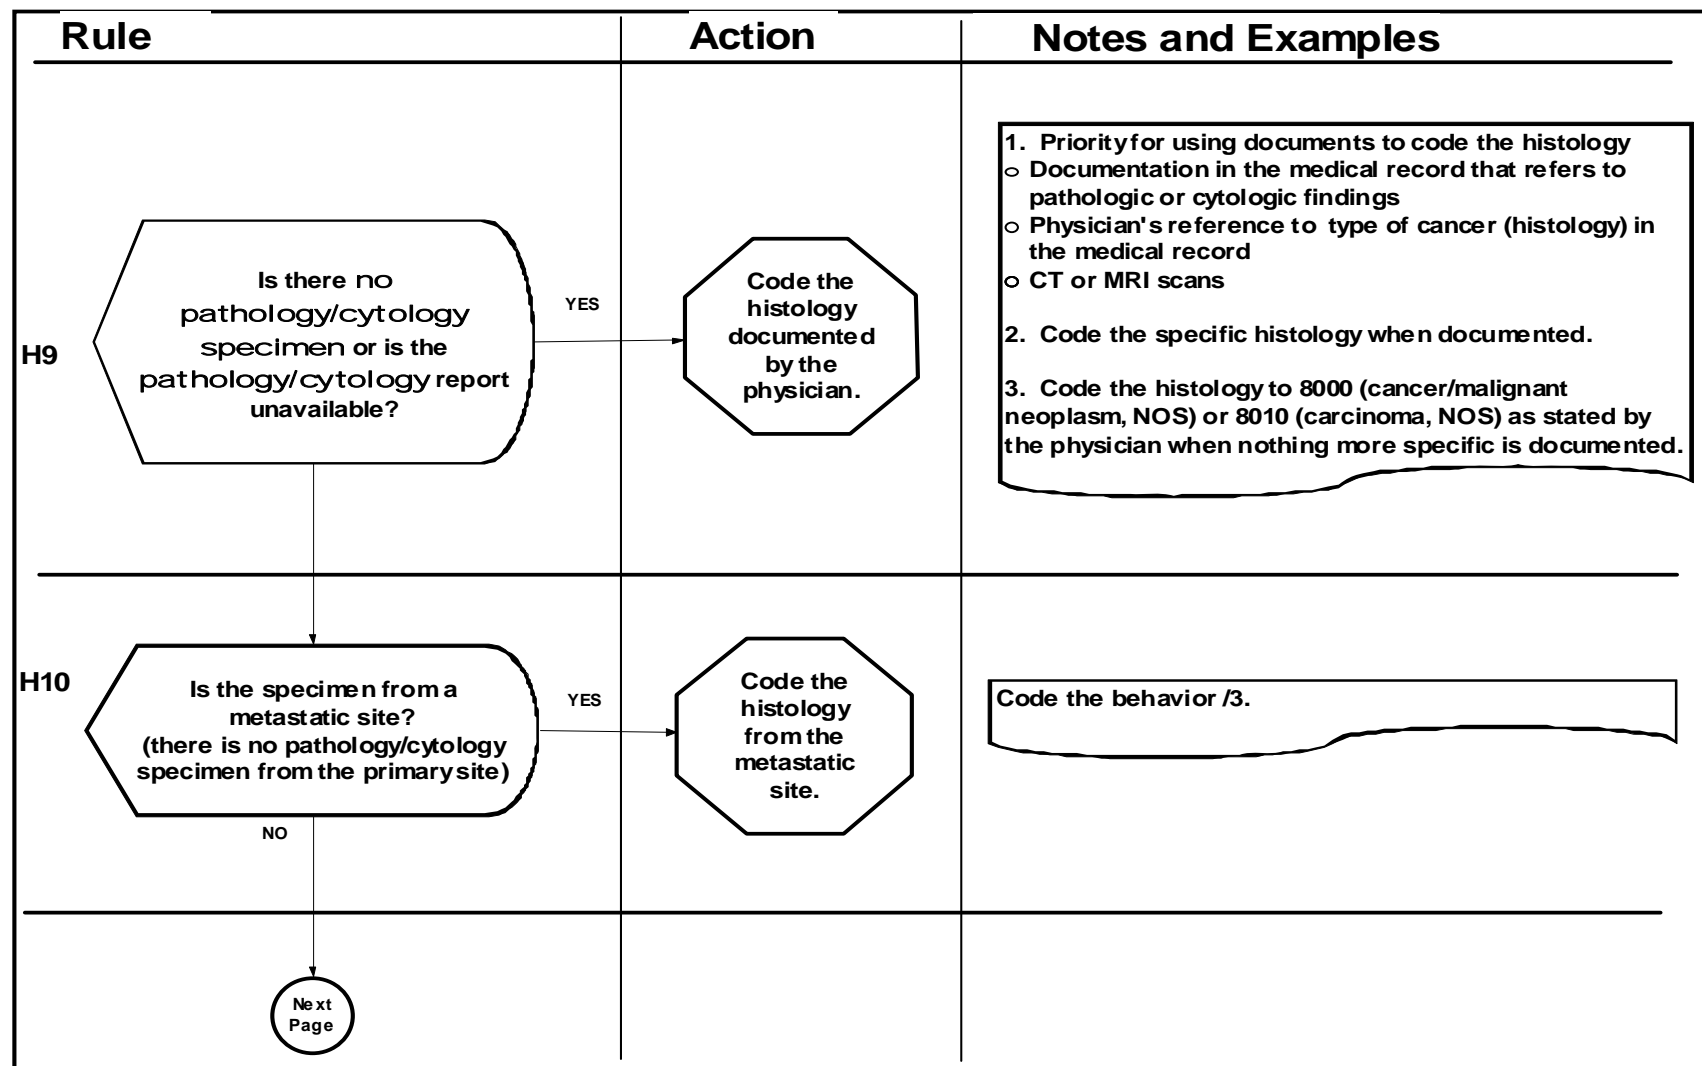 Rule
Action
Notes and Examples
H9
Is there no
pathology/cytology
specimen or is the
pathology/cytology report
unavailable?
YES
Code the
histology
documented
by the
physician.
1. Priority for using documents to code the histology
o Documentation in the medical record that refers to
pathologic or cytologic findings
o Physician's reference to type of cancer (histology) in
the medical record
o CT or MRI scans
2. Code the specific histology when documented.
3. Code the histology to 8000 (cancer/malignant
neoplasm, NOS) or 8010 (carcinoma, NOS) as stated by
the physician when nothing more specific is documented.
H10
Is the specimen from a
metastatic site?
(there is no pathology/cytology
specimen from the primary site)
YES
Code the
histology
from the
metastatic
site.
Code the behavior /3.
NO
Next
Page